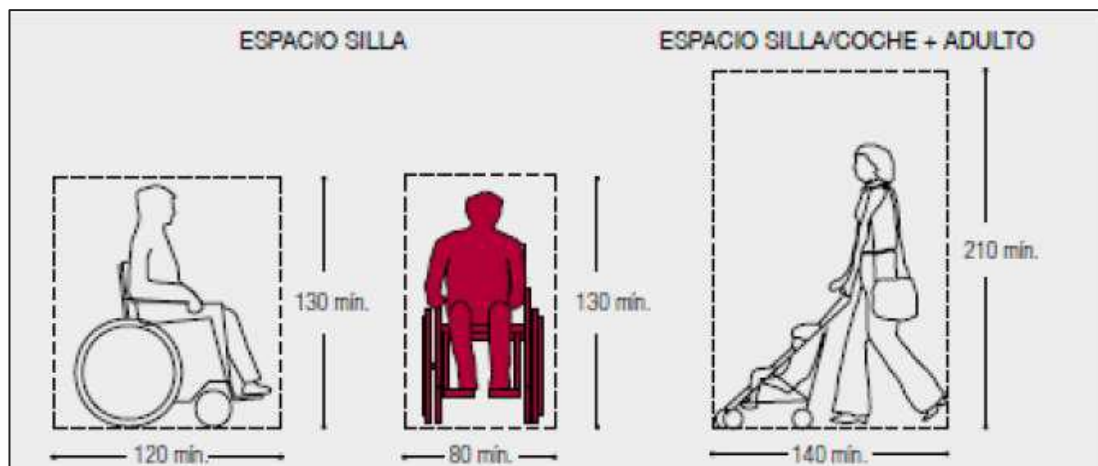 ESPACIO SILLA
ESPACIO SILLA/COCHE + ADULTO
130 mín.
130 mín.
210 mín.
120 mín.
80 mín.
140 mín.